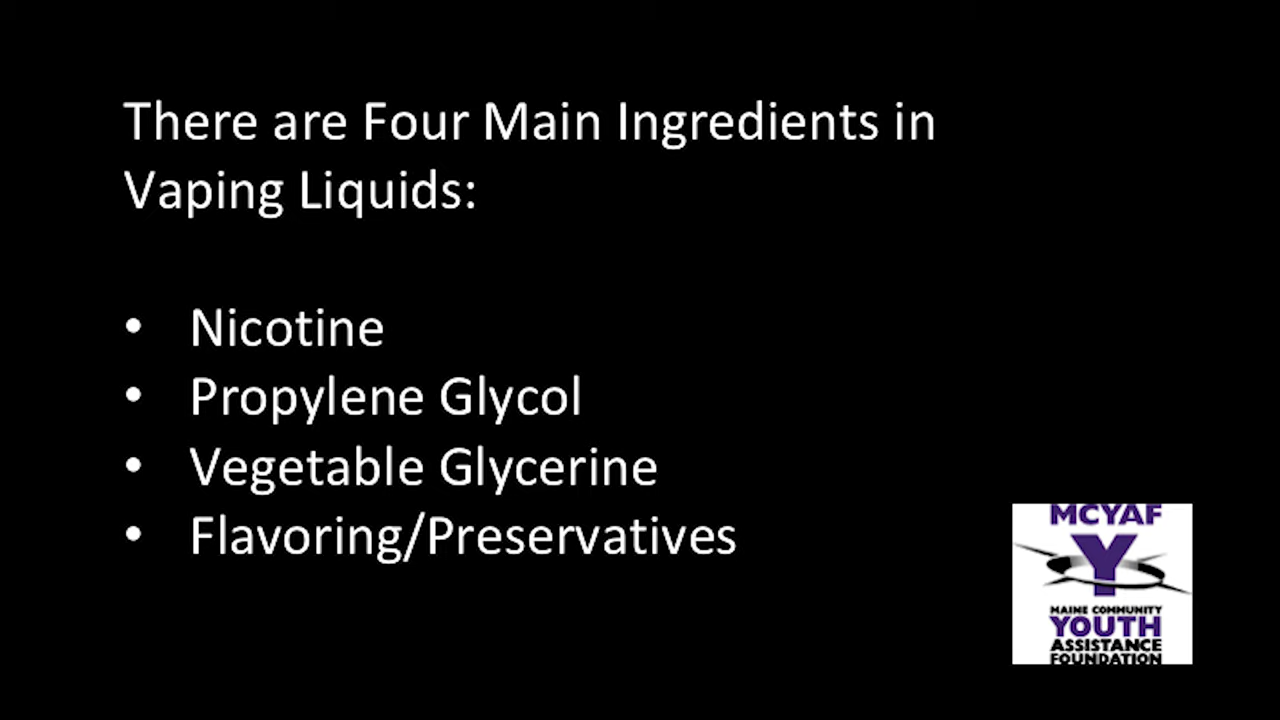 There are Four Main Ingredients in
Vaping Liquids:
• Nicotine
• Propylene Glycol
• Vegetable Glycerine
• Flavoring/Preservatives
MCYAF
Y
MAINE COMMUNITY
YOUTH
ASSISTANCE
FOUNDATION